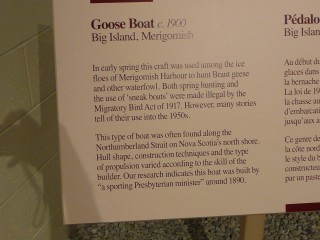 Goose Boat c. 1900
Big Island, Merigomish
In early spring this craft was used among the ice
floes of Merigomish Harbour to hunt Brant geese
and other waterfowl. Both spring hunting and
the use of 'sneak boats' were made illegal by the
Migratory Bird Act of 1917. However, many stories
tell of their use into the 1950s.
This type of boat was often found along the
Northumberland Strait on Nova Scotia's north shore.
Hull shape, construction techniques and the type
of propulsion varied according to the skill of the
builder. Our research indicates this boat was built by
"a sporting Presbyterian minister" around 1890.
Pédalo
Big Islan
Au début du
glaces dans
la bernache
La loi de 19
la chasse au
d'embarcati
jusqu'aux a
Ce genre de
la côte nord
le style du b
constructeu
par un paste